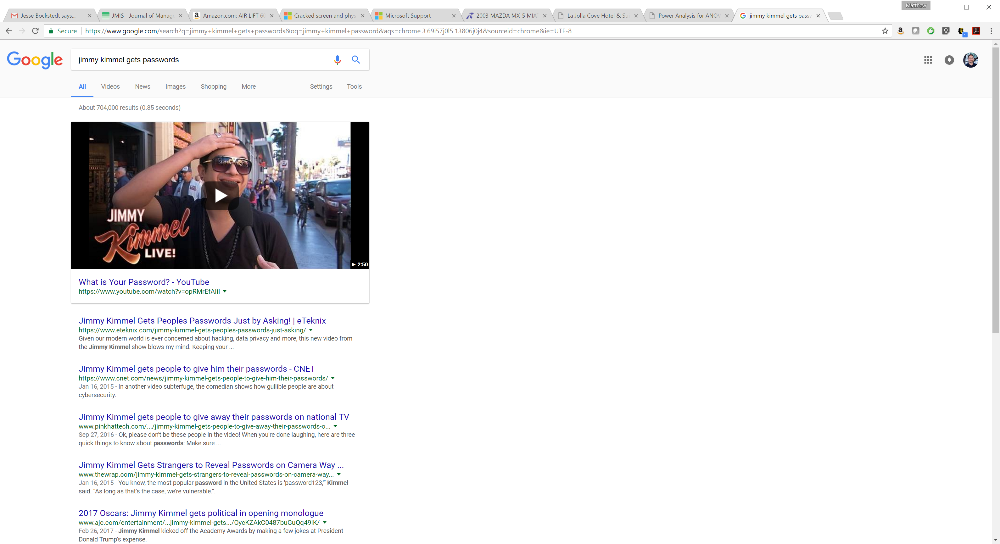 Matthew
Jesse Bockstedt says...
JMIS - Journal of Manage
Amazon.com: AIR LIFT 60
Cracked screen and phys
Microsoft Support
2003 MAZDA MX-5 MIAT
La Jolla Cove Hotel & Su
Power Analysis for ANOV
jimmy kimmel gets passw
Secure
https://www.google.com/search?q=jimmy+kimmel+gets+passwords&oq=jimmy+kimmel+password&aqs=chrome.3.69i57j0l5.13806j0j4&sourceid=chrome&ie=UTF-8
1
Google
jimmy kimmel gets passwords
All Videos News Images Shopping More Settings Tools
About 704,000 results (0.85 seconds)
JIMMY
Kimmel
LIVE!
2:50
What is Your Password? - YouTube
https://www.youtube.com/watch?v=opRMrEfAIiI
Jimmy Kimmel Gets Peoples Passwords Just by Asking! | eTeknix
https://www.eteknix.com/jimmy-kimmel-gets-peoples-passwords-just-asking/
Given our modern world is ever concerned about hacking, data privacy and more, this new video from
the Jimmy Kimmel show blows my mind. Keeping your ...
Jimmy Kimmel gets people to give him their passwords - CNET
https://www.cnet.com/news/jimmy-kimmel-gets-people-to-give-him-their-passwords/
Jan 16, 2015 - In another video subterfuge, the comedian shows how gullible people are about
cybersecurity.
Jimmy Kimmel gets people to give away their passwords on national TV
www.pinkhattech.com/.../jimmy-kimmel-gets-people-to-give-away-their-passwords-o...
Sep 27, 2016 - Ok, please don't be these people in the video! When you're done laughing, here are three
quick things to know about passwords: Make sure ...
Jimmy Kimmel Gets Strangers to Reveal Passwords on Camera Way ...
www.thewrap.com/jimmy-kimmel-gets-strangers-to-reveal-passwords-on-camera-way...
Jan 16, 2015 - You know, the most popular password in the United States is 'password123,'” Kimmel
said. “As long as that's the case, we're vulnerable.”.
2017 Oscars: Jimmy Kimmel gets political in opening monologue
www.ajc.com/entertainment/...jimmy-kimmel-gets.../OycKZAkC0487buGuQq49iK/
Feb 26, 2017 - Jimmy Kimmel kicked off the Academy Awards by making a few jokes at President
Donald Trump's expense.